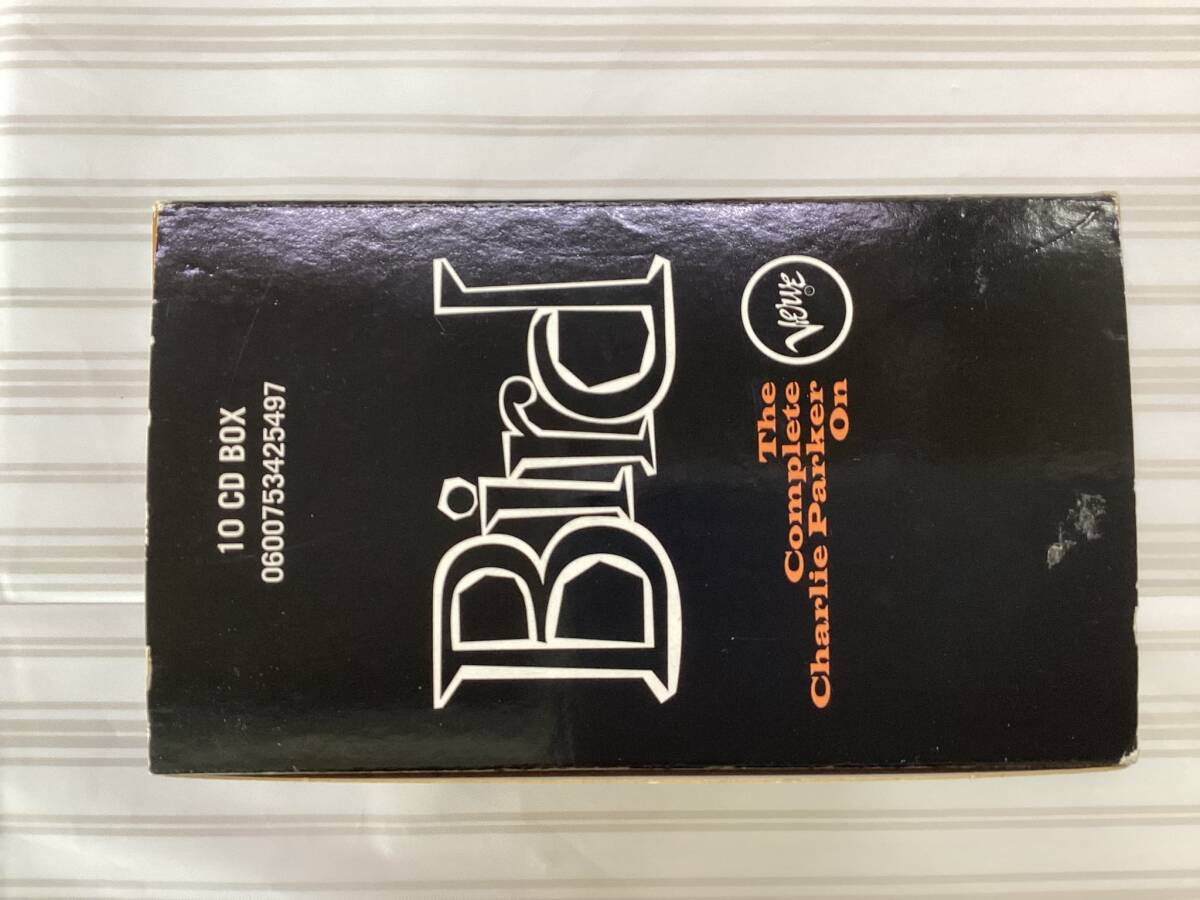 10 CD BOX
0600753425497
Bird
The
Complete
Charlie Parker
On
VERVE